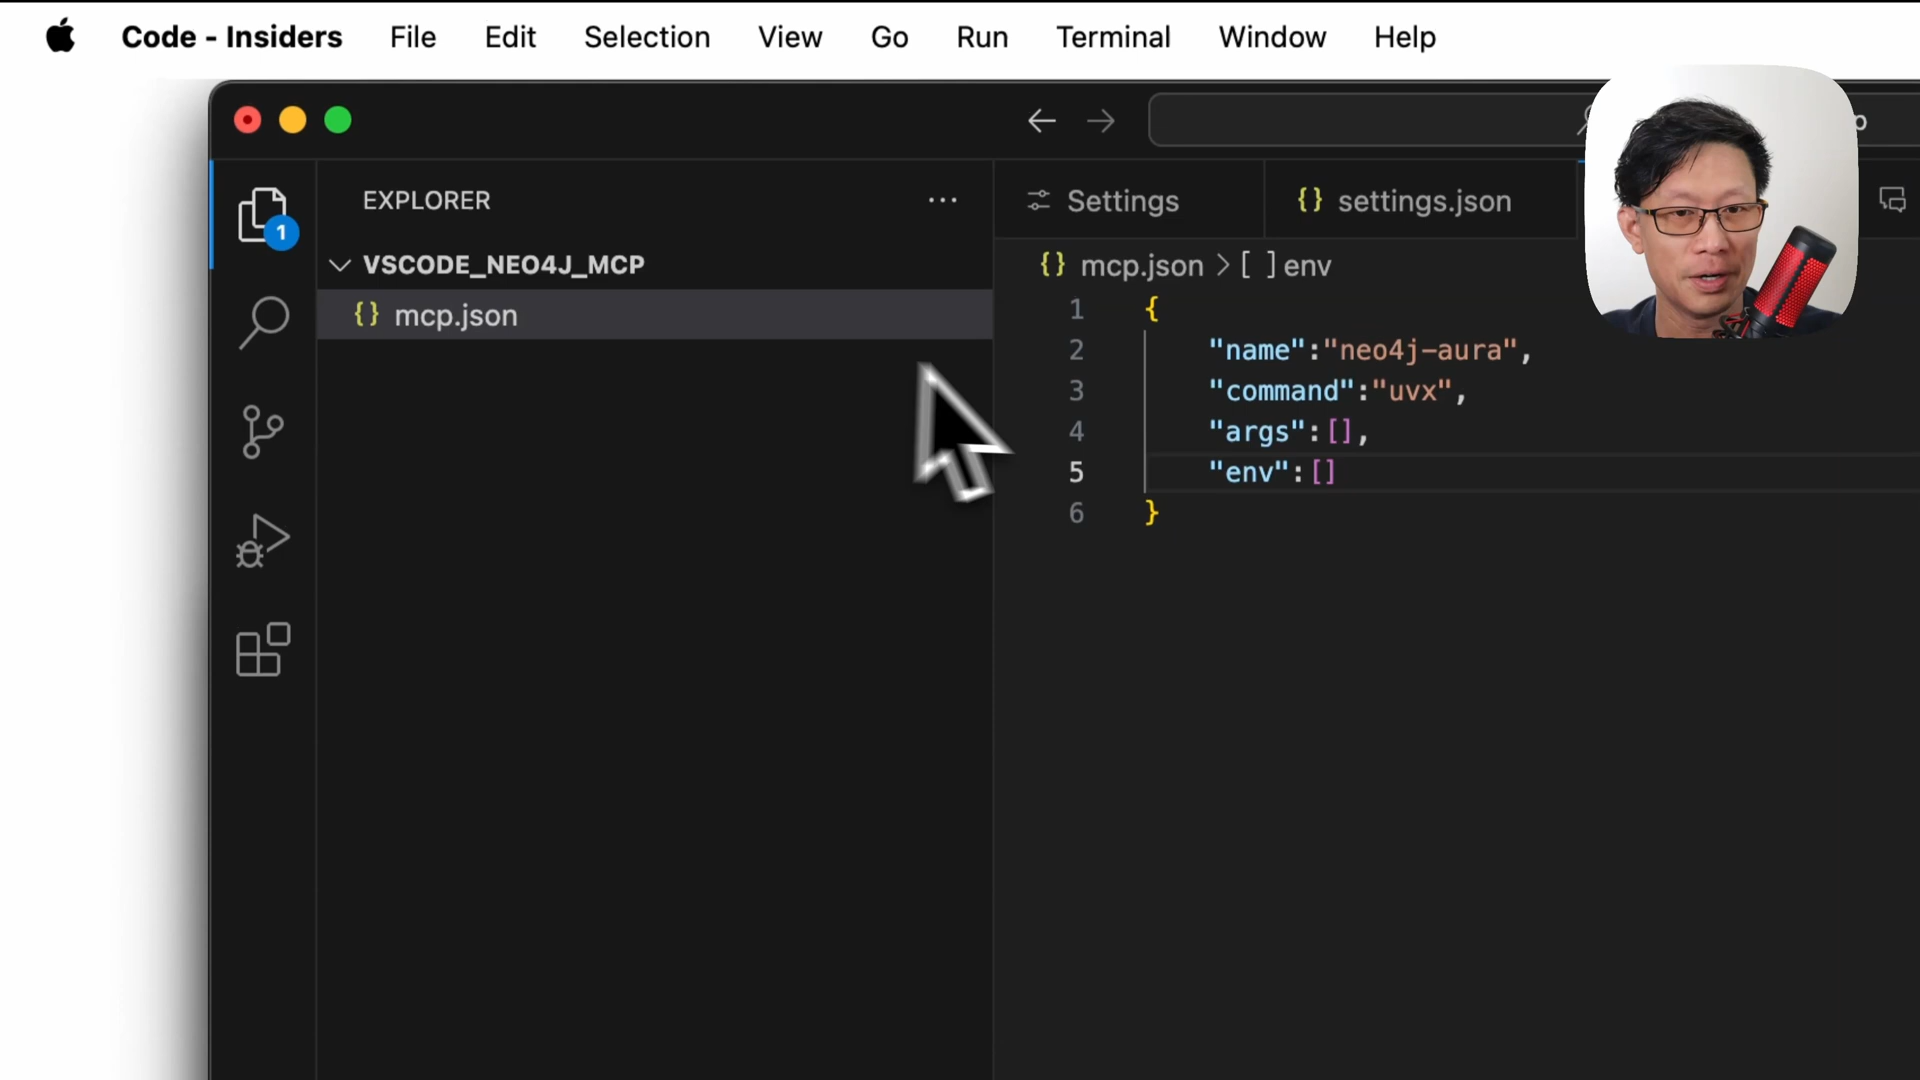 Code - Insiders File Edit Selection View Go Run Terminal Window Help
EXPLORER ···
1
VSCODE_NEO4J_MCP
{} mcp.json
Settings
{} settings.json
{} mcp.json > [ ] env
1 {
2 "name":"neo4j-aura",
3 "command":"uvx",
4 "args":[],
5 "env":[]
6 }